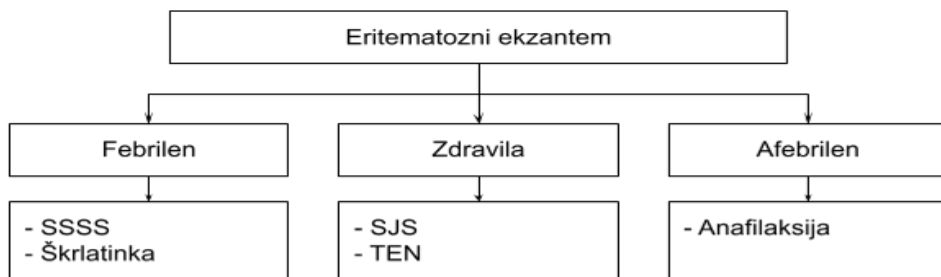 Eritematozni ekzantem
Febrilen
Zdravila
Afebrilen
- SSSS
- Škrlatinka
- SJS
- TEN
- Anafilaksija